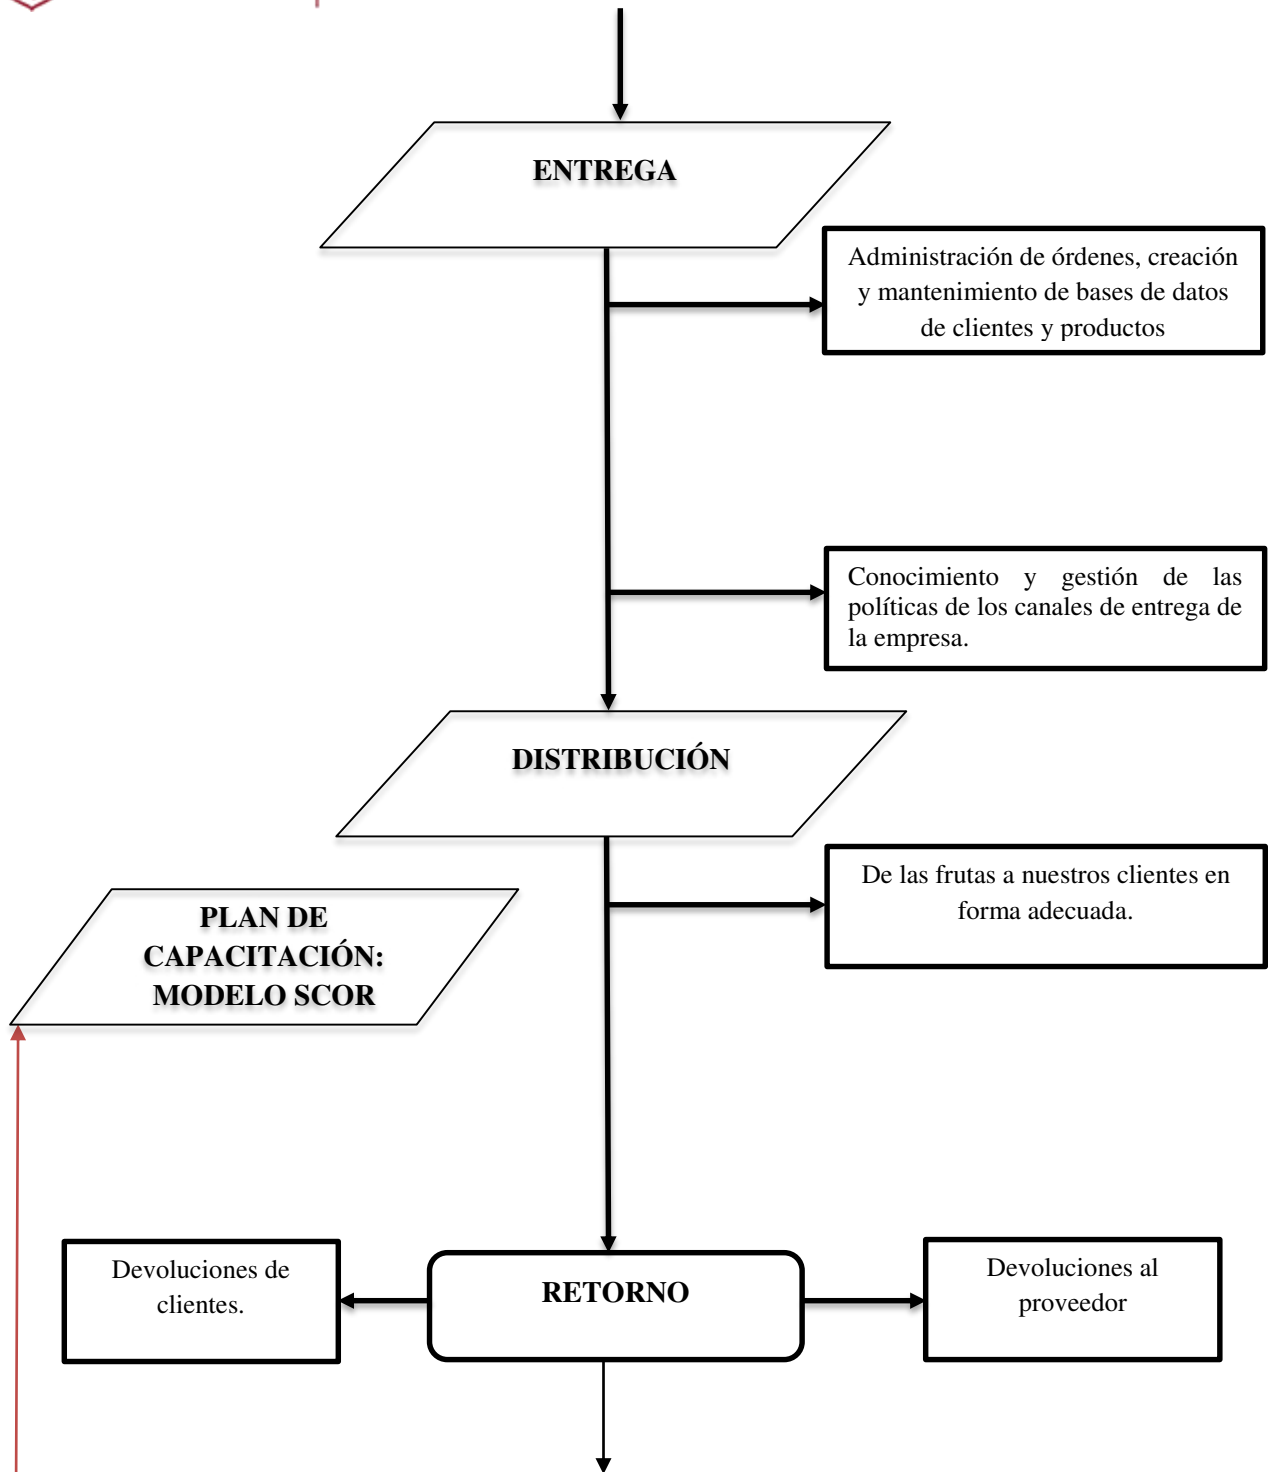 ENTREGA
Administración de órdenes, creación
y mantenimiento de bases de datos
de clientes y productos
Conocimiento y gestión de las
políticas de los canales de entrega de
la empresa.
DISTRIBUCIÓN
De las frutas a nuestros clientes en
forma adecuada.
PLAN DE
CAPACITACIÓN:
MODELO SCOR
Devoluciones de
clientes.
RETORNO
Devoluciones al
proveedor